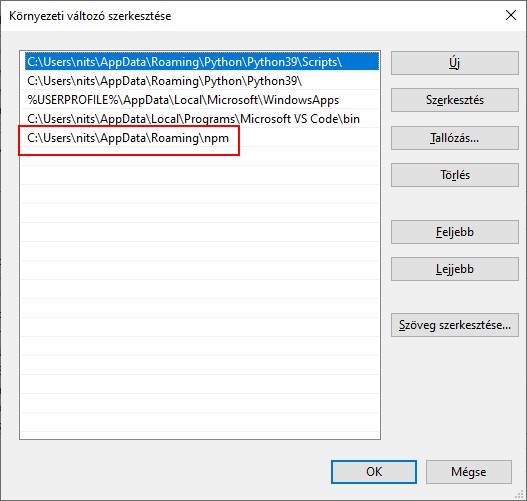 Környezeti változó szerkesztése
C:\Users\nits\AppData\Roaming\Python\Python39\Scripts\
C:\Users\nits\AppData\Roaming\Python\Python39\
%USERPROFILE%\AppData\Local\Microsoft\WindowsApps
C:\Users\nits\AppData\Local\Programs\Microsoft VS Code\bin
C:\Users\nits\AppData\Roaming\npm
Új
Szerkesztés
Tallózás...
Törlés
Feljebb
Lejjebb
Szöveg szerkesztése...
OK
Mégse